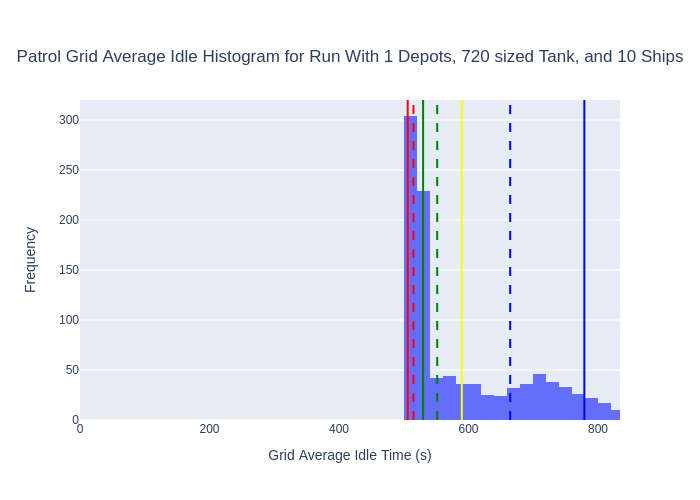 Patrol Grid Average Idle Histogram for Run With 1 Depots, 720 sized Tank, and 10 Ships
300
250
200
150
100
50
0
Frequency
0 200 400 600 800
Grid Average Idle Time (s)